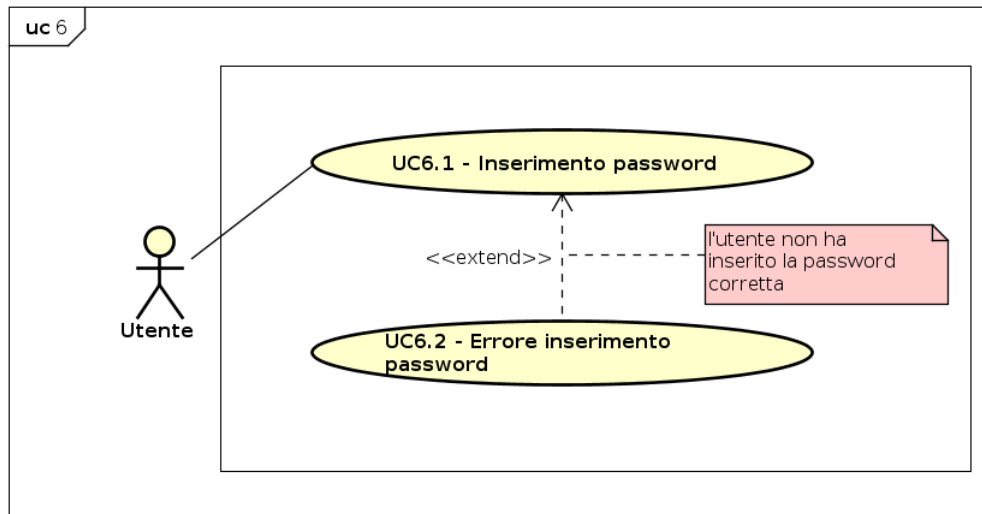 uc 6
UC6.1 - Inserimento password
<<extend>>
l'utente non ha
inserito la password
corretta
Utente
UC6.2 - Errore inserimento
password